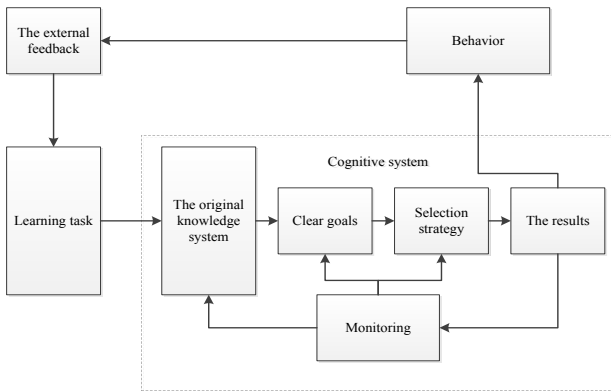 The external
feedback
Behavior
Cognitive system
Learning task
The original
knowledge
system
Clear goals
Selection
strategy
The results
Monitoring